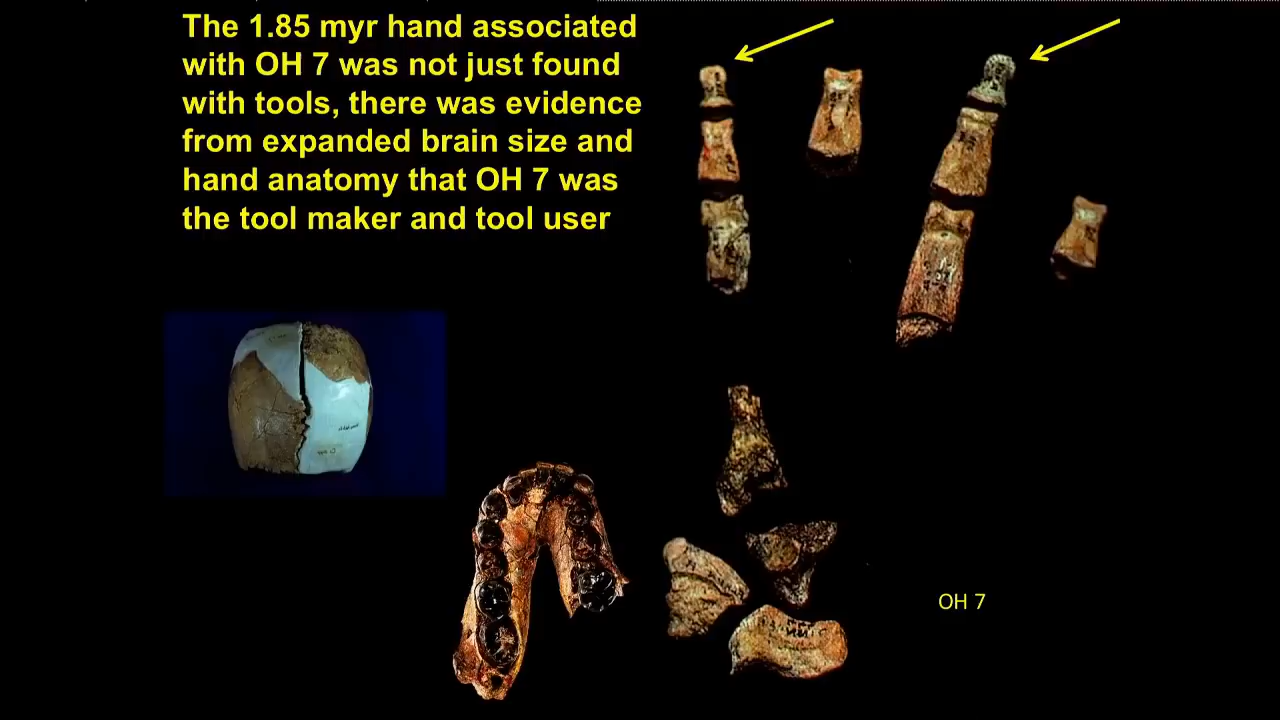 The 1.85 myr hand associated
with OH 7 was not just found
with tools, there was evidence
from expanded brain size and
hand anatomy that OH 7 was
the tool maker and tool user
OH 7